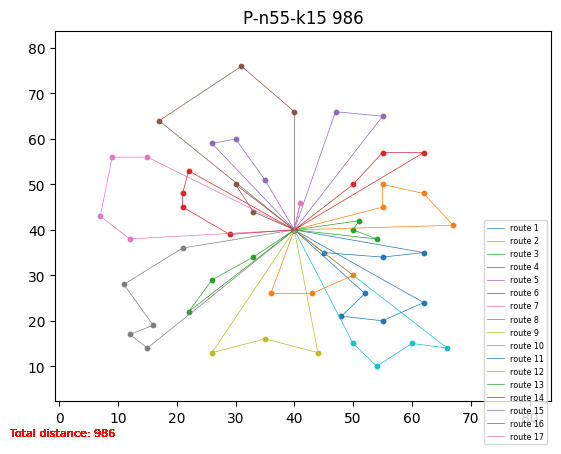 P-n55-k15 986
80
70
60
50
40
30
20
10
0 10 20 30 40 50 60 70 80
route 1
route 2
route 3
route 4
route 5
route 6
route 7
route 8
route 9
route 10
route 11
route 12
route 13
route 14
route 15
route 16
route 17
Total distance: 986